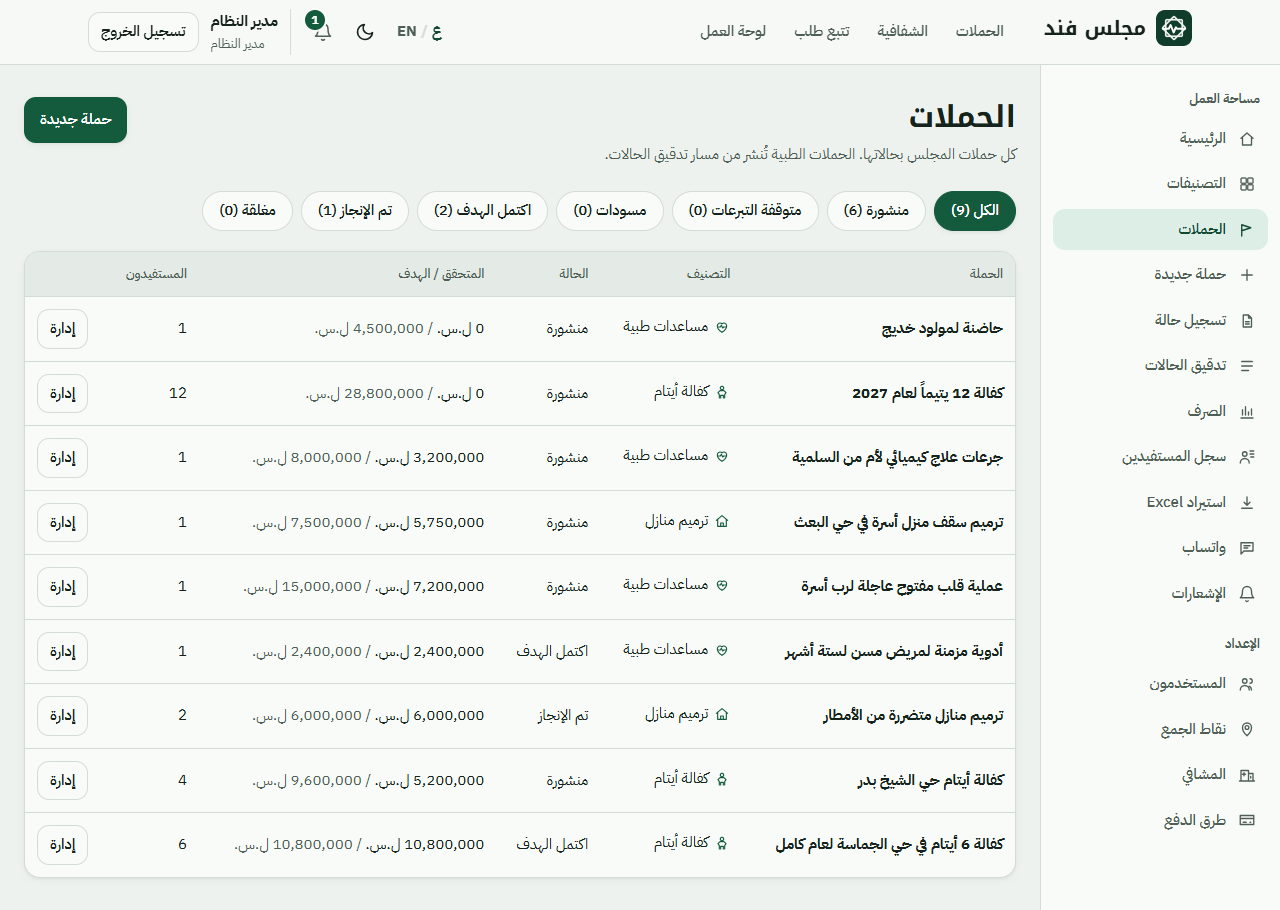 مجلس فند
الحملات
الشفافية
تتبع طلب
لوحة العمل
ع / EN
1
مدير النظام
مدير النظام
تسجيل الخروج
مساحة العمل
الرئيسية
التصنيفات
الحملات
حملة جديدة
تسجيل حالة
تدقيق الحالات
الصرف
سجل المستفيدين
استيراد Excel
واتساب
الإشعارات
الإعداد
المستخدمون
نقاط الجمع
المشافي
طرق الدفع
الحملات
حملة جديدة
كل حملات المجلس بحالاتها. الحملات الطبية تُنشر من مسار تدقيق الحالات.
الكل (9)
منشورة (6)
متوقفة التبرعات (0)
مسودات (0)
اكتمل الهدف (2)
تم الإنجاز (1)
مغلقة (0)
الحملة التصنيف الحالة المتحقق / الهدف المستفيدون
حاضنة لمولود خديج مساعدات طبية منشورة 0 ل.س. / 4,500,000 ل.س. 1 إدارة
كفالة 12 يتيماً لعام 2027 كفالة أيتام منشورة 0 ل.س. / 28,800,000 ل.س. 12 إدارة
جرعات علاج كيميائي لأم من السلمية مساعدات طبية منشورة 3,200,000 ل.س. / 8,000,000 ل.س. 1 إدارة
ترميم سقف منزل أسرة في حي البعث ترميم منازل منشورة 5,750,000 ل.س. / 7,500,000 ل.س. 1 إدارة
عملية قلب مفتوح عاجلة لرب أسرة مساعدات طبية منشورة 7,200,000 ل.س. / 15,000,000 ل.س. 1 إدارة
أدوية مزمنة لمريض مسن لستة أشهر مساعدات طبية اكتمل الهدف 2,400,000 ل.س. / 2,400,000 ل.س. 1 إدارة
ترميم منازل متضررة من الأمطار ترميم منازل تم الإنجاز 6,000,000 ل.س. / 6,000,000 ل.س. 2 إدارة
كفالة أيتام حي الشيخ بدر كفالة أيتام منشورة 5,200,000 ل.س. / 9,600,000 ل.س. 4 إدارة
كفالة 6 أيتام في حي الجماسة لعام كامل كفالة أيتام اكتمل الهدف 10,800,000 ل.س. / 10,800,000 ل.س. 6 إدارة